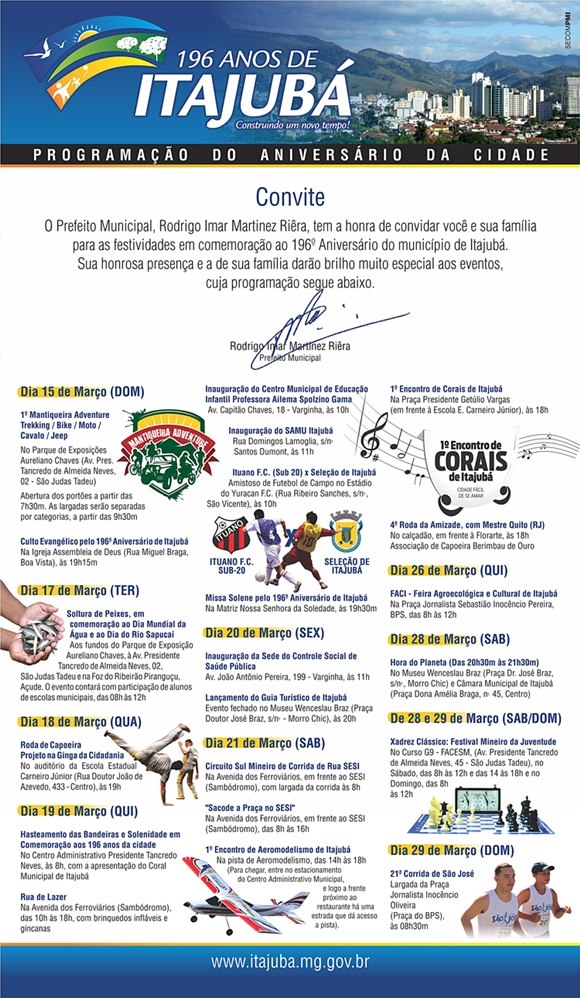 SECOMPMI
196 ANOS DE
ITAJUBÁ
Construindo um novo tempo!
PROGRAMAÇÃO DO ANIVERSÁRIO DA CIDADE
Convite
O Prefeito Municipal, Rodrigo Imar Martinez Riêra, tem a honra de convidar você e sua família
para as festividades em comemoração ao 196º Aniversário do município de Itajubá.
Sua honrosa presença e a de sua família darão brilho muito especial aos eventos,
cuja programação segue abaixo.
Rodrigo Imar Martinez Riêra
Prefeito Municipal
Dia 15 de Março (DOM)
1º Mantiqueira Adventure
Trekking / Bike / Moto /
Cavalo / Jeep
No Parque de Exposições
Aureliano Chaves (Av. Pres.
Tancredo de Almeida Neves,
02 - São Judas Tadeu)
Abertura dos portões a partir das
7h30m. As largadas serão separadas
por categorias, a partir das 9h30m
MANTIQUEIRA ADVENTURE
Culto Evangélico pelo 196º Aniversário de Itajubá
Na Igreja Assembleia de Deus (Rua Miguel Braga,
Boa Vista), às 19h15m
Dia 17 de Março (TER)
Soltura de Peixes, em
comemoração ao Dia Mundial da
Água e ao Dia do Rio Sapucaí
Aos fundos do Parque de Exposição
Aureliano Chaves, à Av. Presidente
Tancredo de Almeida Neves, 02,
São Judas Tadeu) e na Foz do Ribeirão Piranguçu,
Açude. O evento contará com participação de alunos
de escolas municipais, das 08h às 12h
Dia 18 de Março (QUA)
Roda de Capoeira
Projeto na Ginga da Cidadania
No auditório da Escola Estadual
Carneiro Júnior (Rua Doutor João de
Azevedo, 433 - Centro), às 19h
Dia 19 de Março (QUI)
Hasteamento das Bandeiras e Solenidade em
Comemoração aos 196 anos da cidade
No Centro Administrativo Presidente Tancredo
Neves, às 8h, com a apresentação do Coral
Municipal de Itajubá
Rua de Lazer
Na Avenida dos Ferroviários (Sambódromo),
das 10h às 18h, com brinquedos infláveis e
gincanas
Inauguração do Centro Municipal de Educação
Infantil Professora Ailema Spolzino Gama
Av. Capitão Chaves, 18 - Varginha, às 10h
Inauguração do SAMU Itajubá
Rua Domingos Lamoglia, s/n-
Santos Dumont, às 11h
Ituano F.C. (Sub 20) x Seleção de Itajubá
Amistoso de Futebol de Campo no Estádio
do Yuracan F.C. (Rua Ribeiro Sanches, s/nº,
São Vicente), às 10h
ITUANO
X
ITUANO F.C.
SUB-20
SELEÇÃO DE
ITAJUBÁ
Missa Solene pelo 196º Aniversário de Itajubá
Na Matriz Nossa Senhora da Soledade, às 19h30m
Dia 20 de Março (SEX)
Inauguração da Sede do Controle Social de
Saúde Pública
Av. João Antônio Pereira, 199 - Varginha, às 11h
Lançamento do Guia Turístico de Itajubá
Evento fechado no Museu Wenceslau Braz (Praça
Doutor José Braz, s/nº - Morro Chic), às 20h
Dia 21 de Março (SAB)
Circuito Sul Mineiro de Corrida de Rua SESI
Na Avenida dos Ferroviários, em frente ao SESI
(Sambódromo), com largada da corrida às 8h
"Sacode a Praça no SESI"
Na Avenida dos Ferroviários, em frente ao SESI
(Sambódromo), das 8h às 16h
1º Encontro de Aeromodelismo de Itajubá
Na pista de Aeromodelismo, das 14h às 18h
(Para chegar, entre no estacionamento
do Centro Administrativo Municipal,
e logo a frente
próximo ao
restaurante há uma
estrada que dá acesso
a pista).
1º Encontro de Corais de Itajubá
Na Praça Presidente Getúlio Vargas
(em frente à Escola E. Carneiro Júnior), às 18h
1º Encontro de
CORAIS
de Itajubá
CIDADE FÁCIL
DE SE AMAR
4ª Roda da Amizade, com Mestre Quito (RJ)
No calçadão, em frente à Florarte, às 18h
Associação de Capoeira Berimbau de Ouro
Dia 26 de Março (QUI)
FACI - Feira Agroecológica e Cultural de Itajubá
Na Praça Jornalista Sebastião Inocêncio Pereira,
BPS, das 8h às 12h
Dia 28 de Março (SAB)
Hora do Planeta (Das 20h30m às 21h30m)
No Museu Wenceslau Braz (Praça Dr. José Braz,
s/nº, Morro Chic) e Câmara Municipal de Itajubá
(Praça Dona Amélia Braga, nº 45, Centro)
De 28 e 29 de Março (SAB/DOM)
Xadrez Clássico: Festival Mineiro da Juventude
No Curso G9 - FACESM, (Av. Presidente Tancredo
de Almeida Neves, 45 - São Judas Tadeu), no
Sábado, das 8h às 12h e das 14 às 18h e no
Domingo, das 8h
às 12h
Dia 29 de Março (DOM)
21ª Corrida de São José
Largada da Praça
Jornalista Inocêncio
Oliveira
(Praça do BPS),
às 08h30m
www.itajuba.mg.gov.br